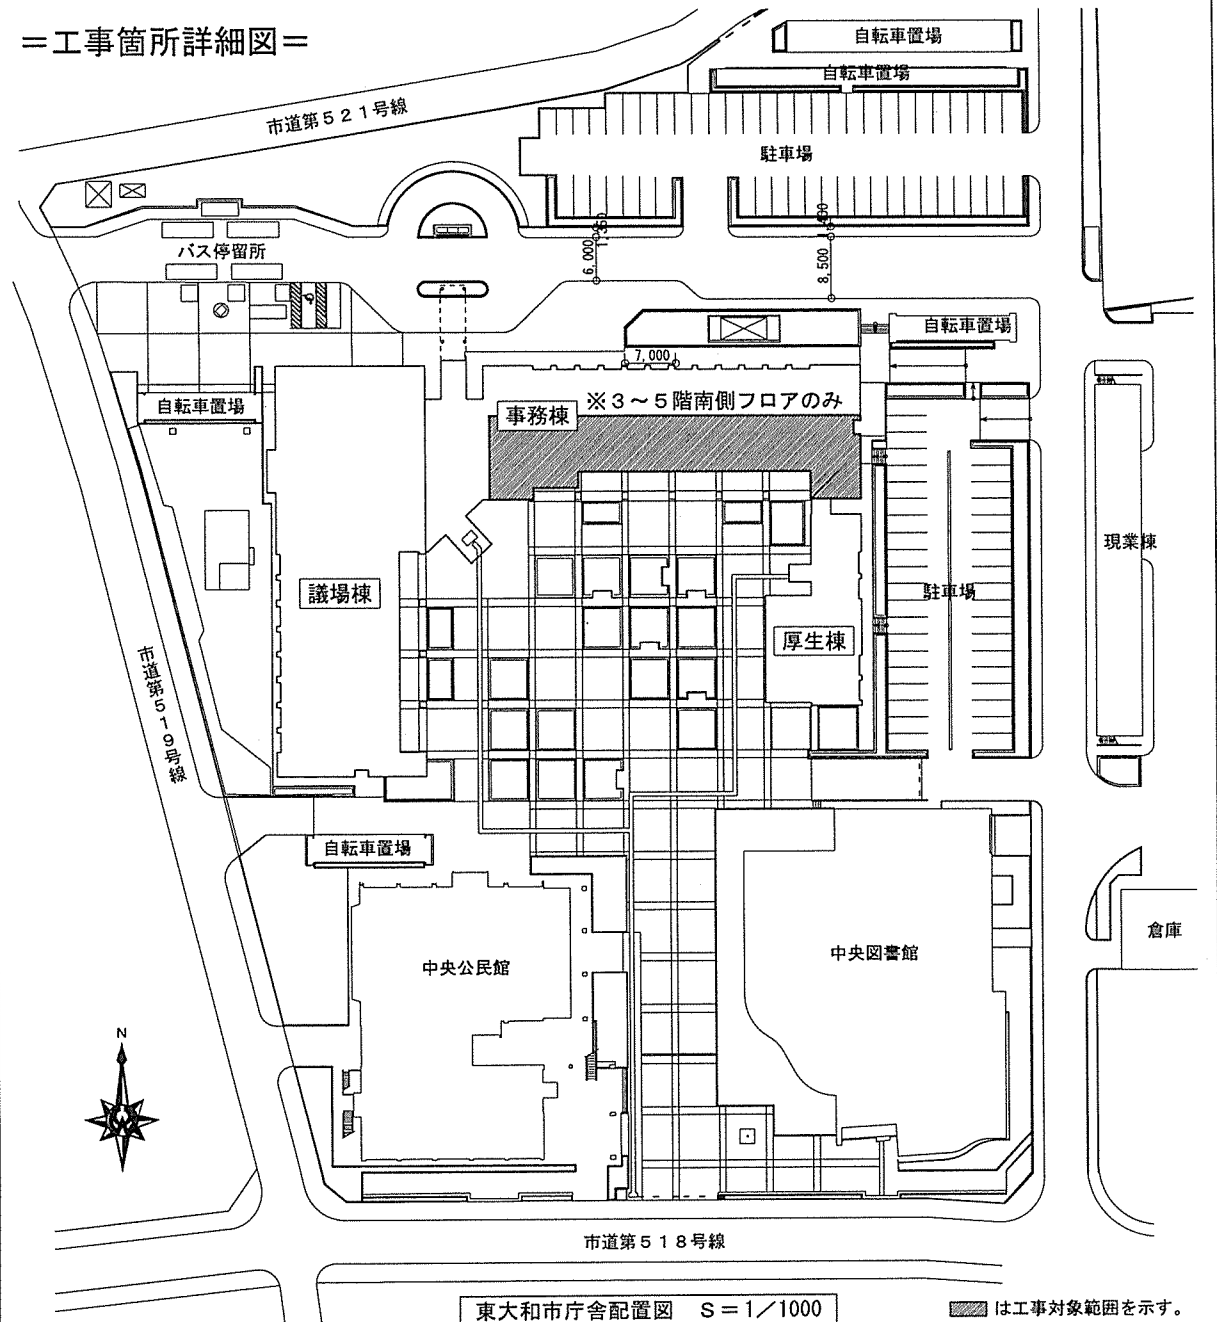 ＝工事箇所詳細図＝
自転車置場
自転車置場
市道第５２１号線
駐車場
バス停留所
6,000
8,500
自転車置場
7,000
自転車置場
事務棟
※３～５階南側フロアのみ
現業棟
議場棟
駐車場
厚生棟
市道第５１９号線
自転車置場
倉庫
中央公民館
中央図書館
N
市道第５１８号線
東大和市庁舎配置図　Ｓ＝１／１０００
は工事対象範囲を示す。